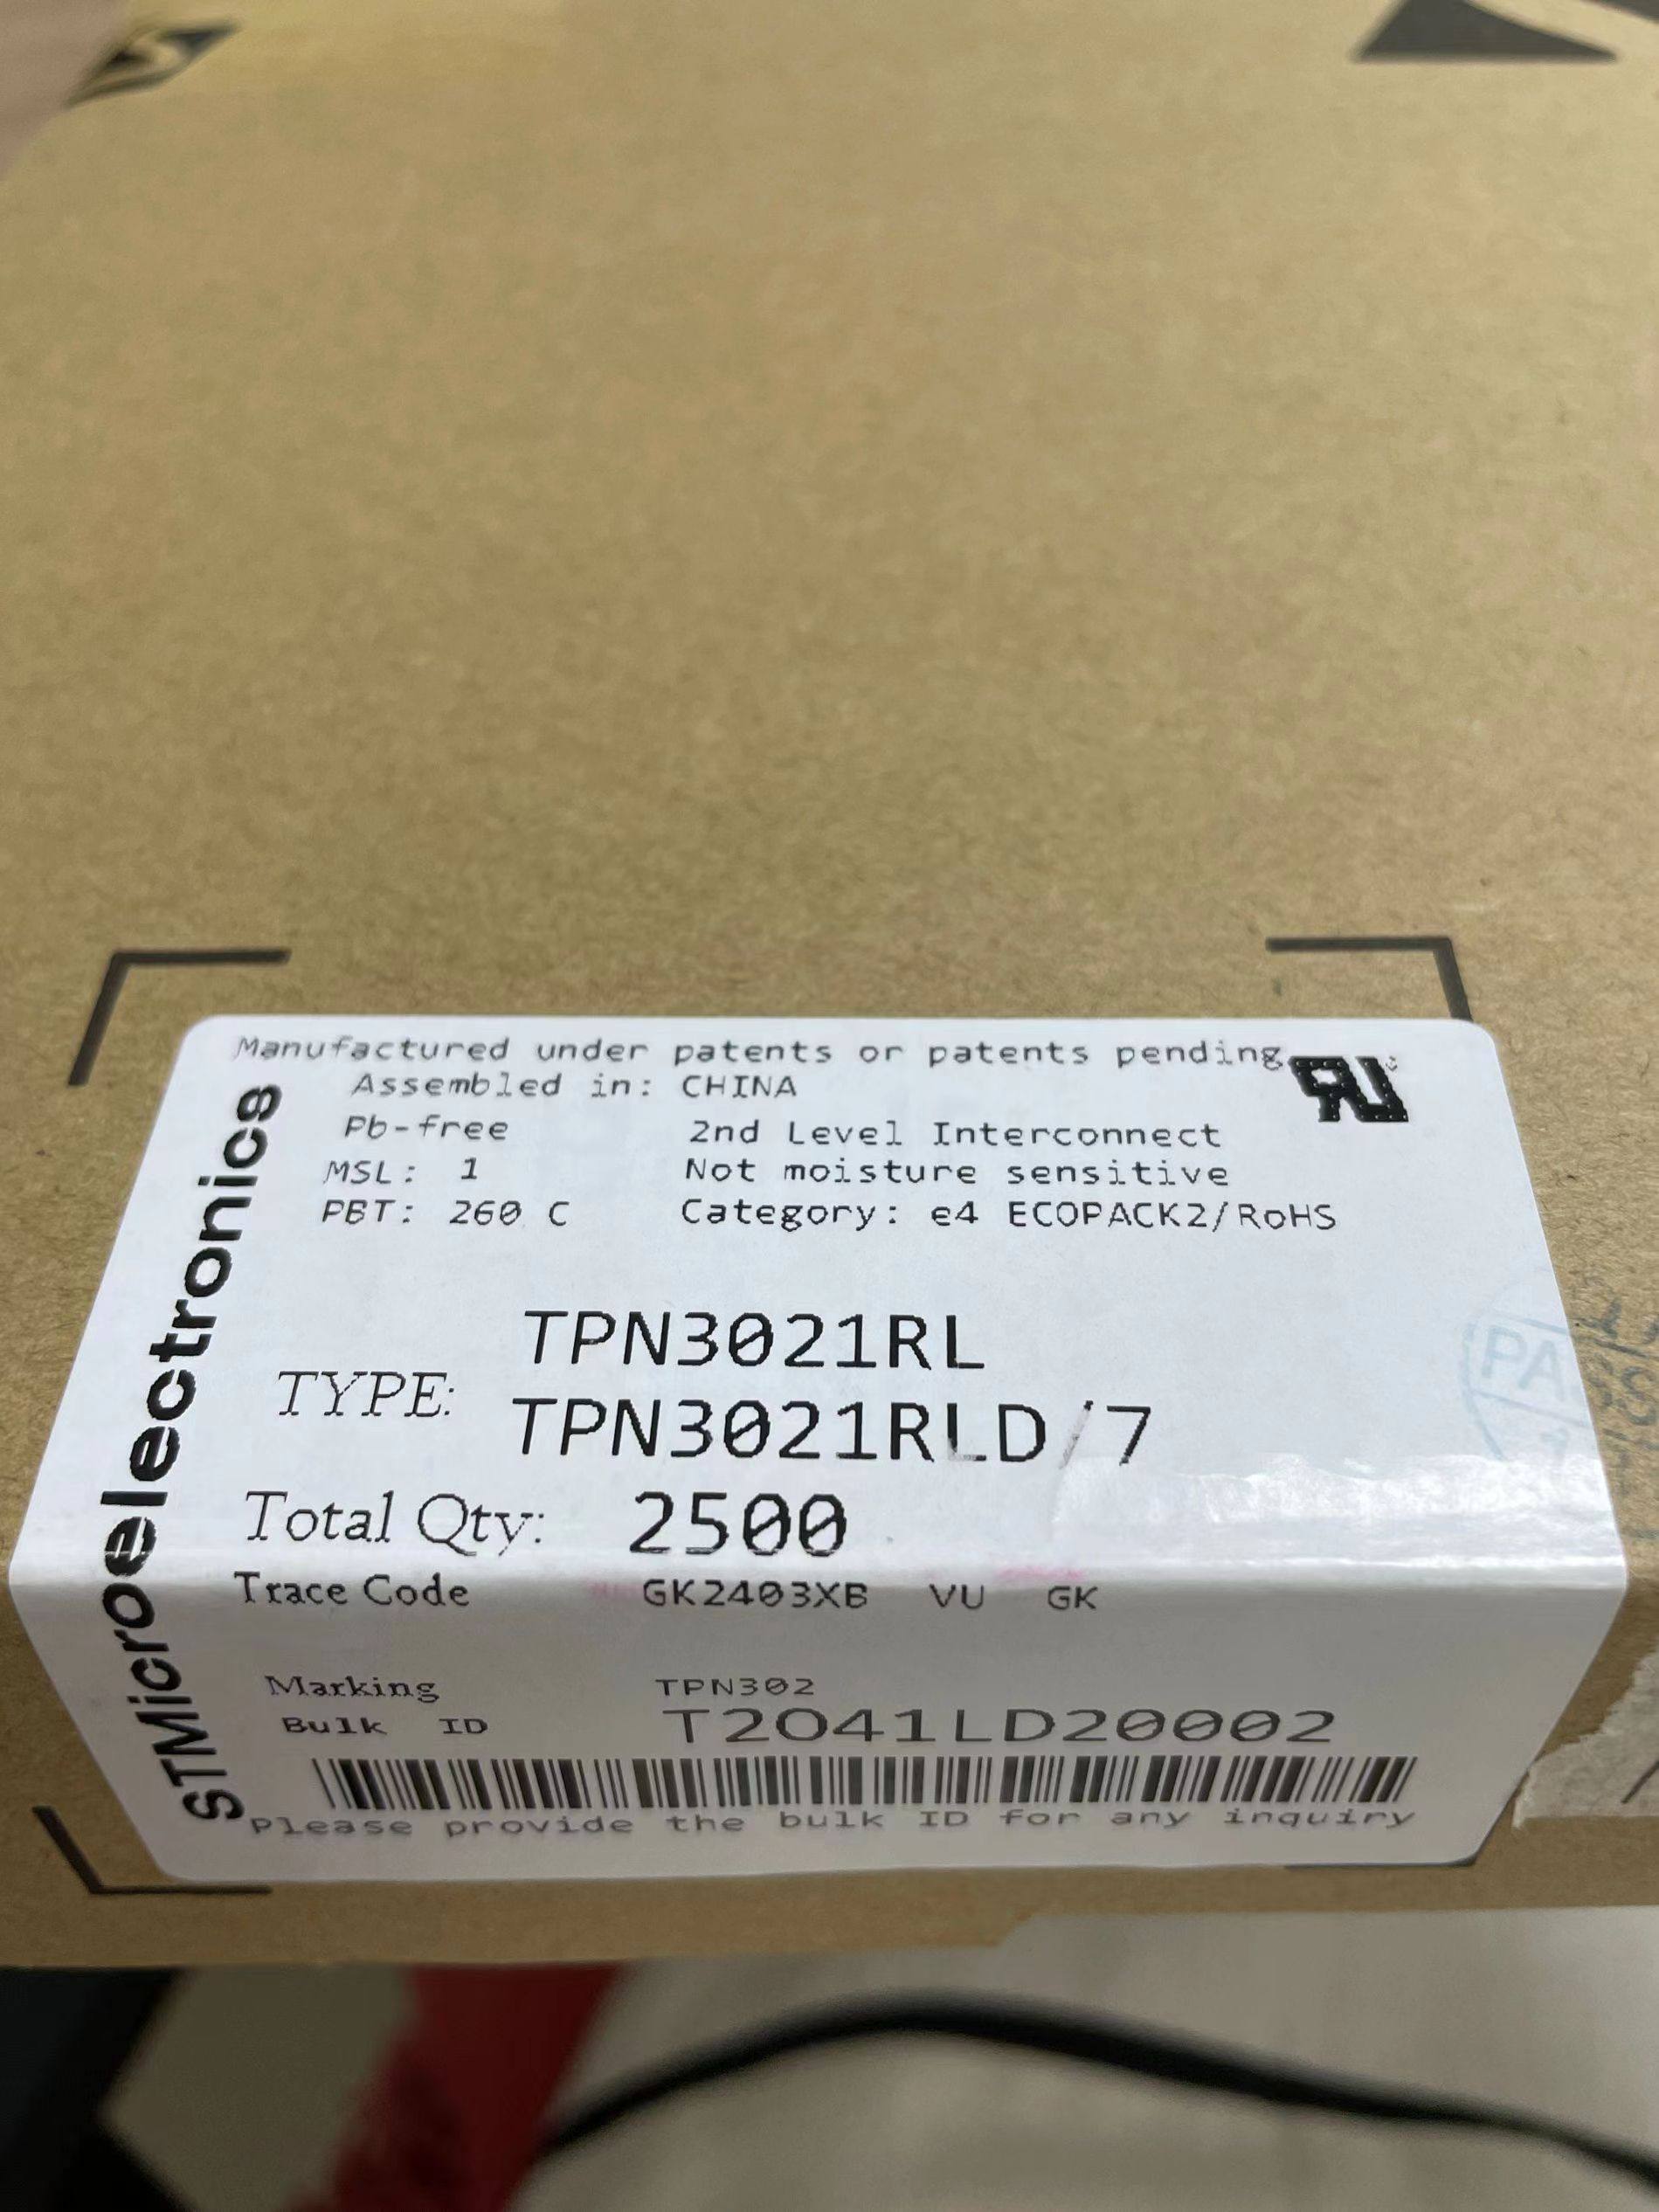 Manufactured under patents or patents pending
Assembled in: CHINA
Pb-free 2nd Level Interconnect
MSL: 1 Not moisture sensitive
PBT: 260 C Category: e4 ECOPACK2/RoHS
TPN3021RL
TYPE:
TPN3021RLD/7
Total Qty: 2500
Trace Code GK2403XB VU GK
Marking TPN302
Bulk ID T2O41LD20002
Please provide the bulk ID for any inquiry
STMicroelectronics